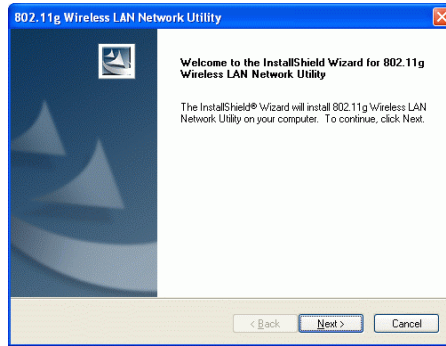 802.11g Wireless LAN Network Utility
Welcome to the InstallShield Wizard for 802.11g
Wireless LAN Network Utility
The InstallShield® Wizard will install 802.11g Wireless LAN
Network Utility on your computer. To continue, click Next.
< Back
Next >
Cancel